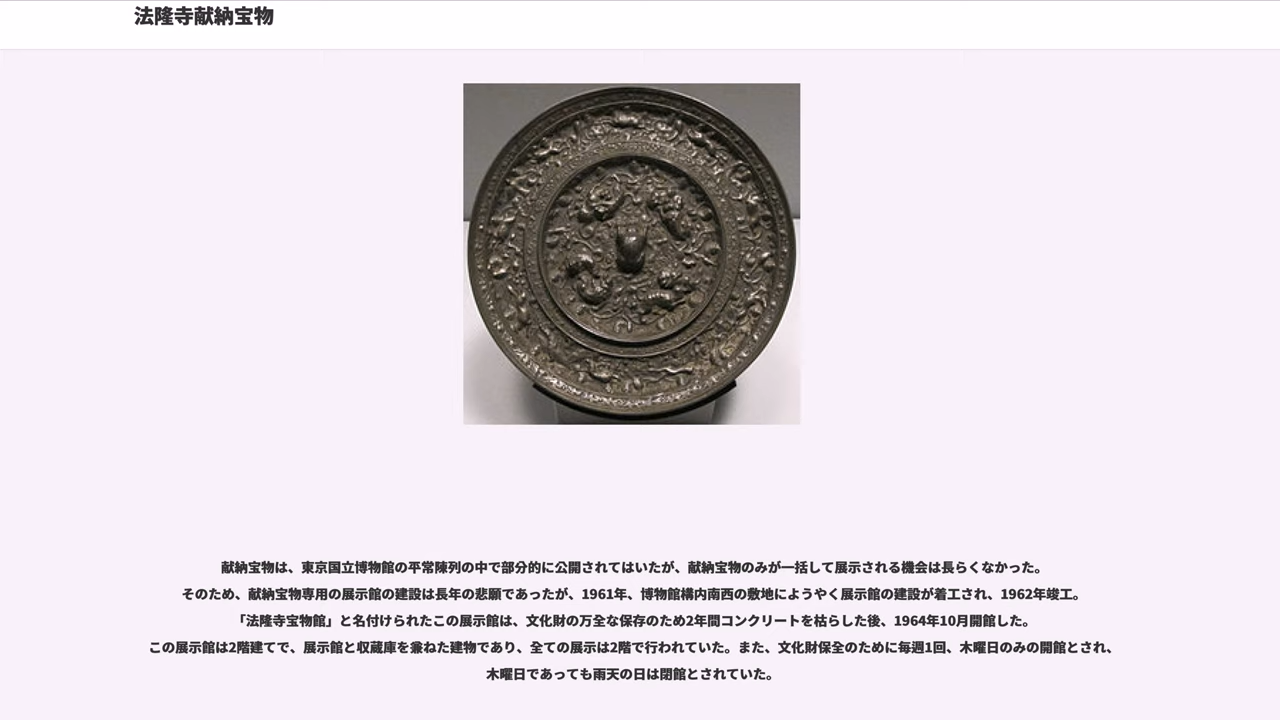 法隆寺献納宝物
献納宝物は、東京国立博物館の平常陳列の中で部分的に公開されてはいたが、献納宝物のみが一括して展示される機会は長らくなかった。
そのため、献納宝物専用の展示館の建設は長年の悲願であったが、1961年、博物館構内南西の敷地にようやく展示館の建設が着工され、1962年竣工。
「法隆寺宝物館」と名付けられたこの展示館は、文化財の万全な保存のため2年間コンクリートを枯らした後、1964年10月開館した。
この展示館は2階建てで、展示館と収蔵庫を兼ねた建物であり、全ての展示は2階で行われていた。また、文化財保全のために毎週1回、木曜日のみの開館とされ、
木曜日であっても雨天の日は閉館とされていた。